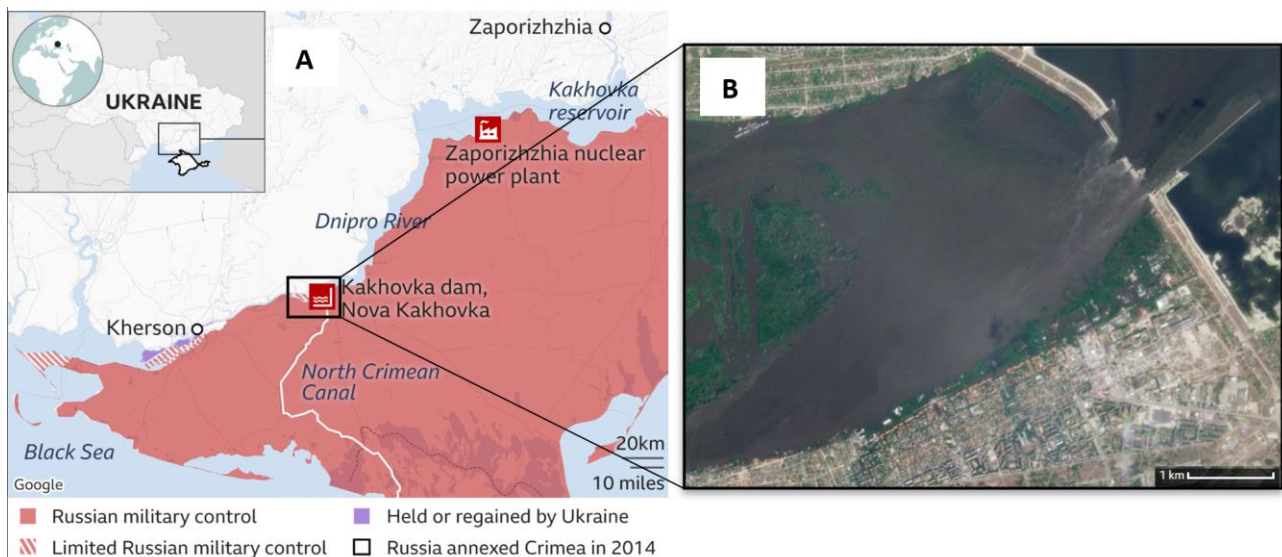 A
UKRAINE
Zaporizhzhia
Kakhovka
reservoir
Zaporizhzhia nuclear
power plant
Dnipro River
Kakhovka dam,
Nova Kakhovka
Kherson
North Crimean
Canal
Black Sea
20km
10 miles
Google
Russian military control
Held or regained by Ukraine
Limited Russian military control
Russia annexed Crimea in 2014
B
1 km